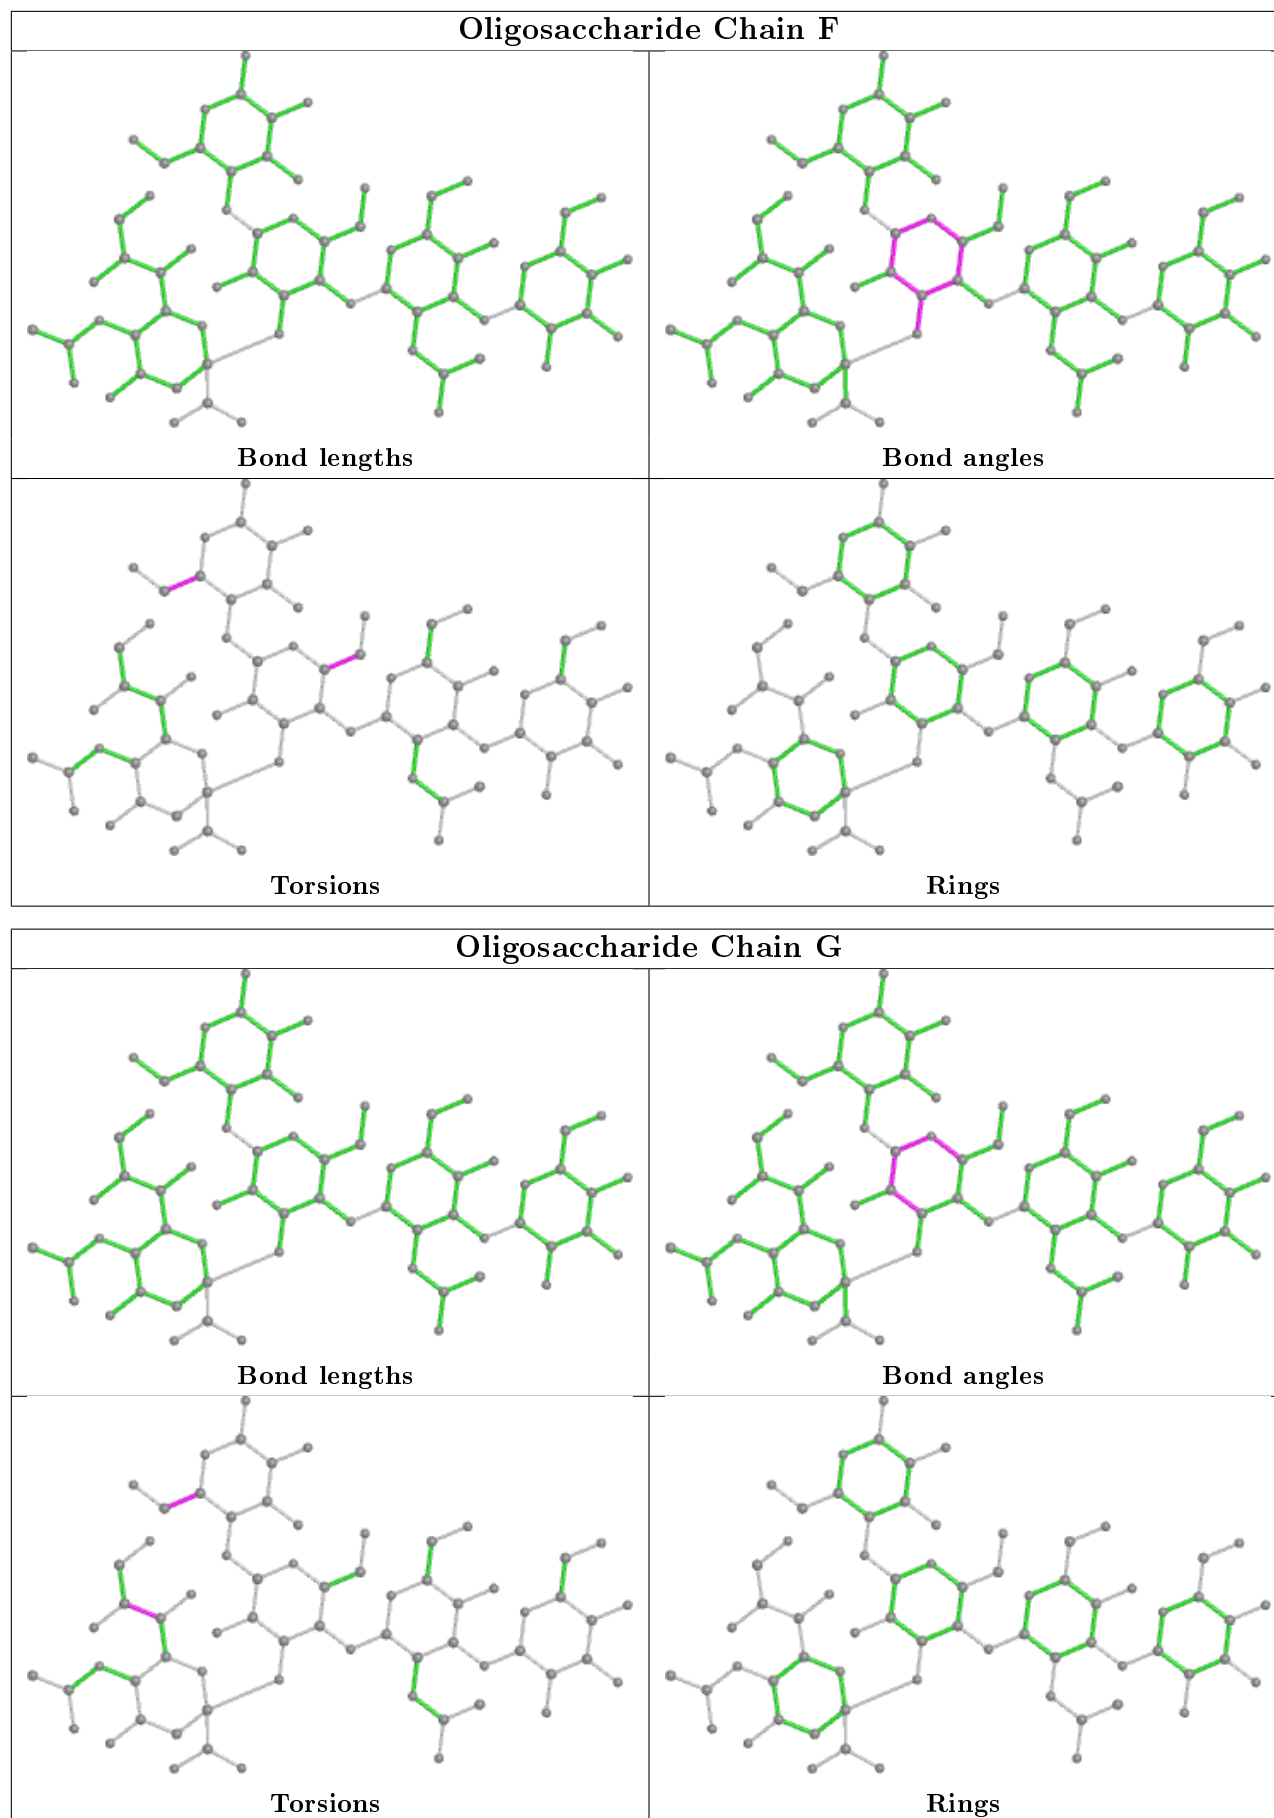 Oligosaccharide Chain F
Bond lengths
Bond angles
Torsions
Rings
Oligosaccharide Chain G
Bond lengths
Bond angles
Torsions
Rings